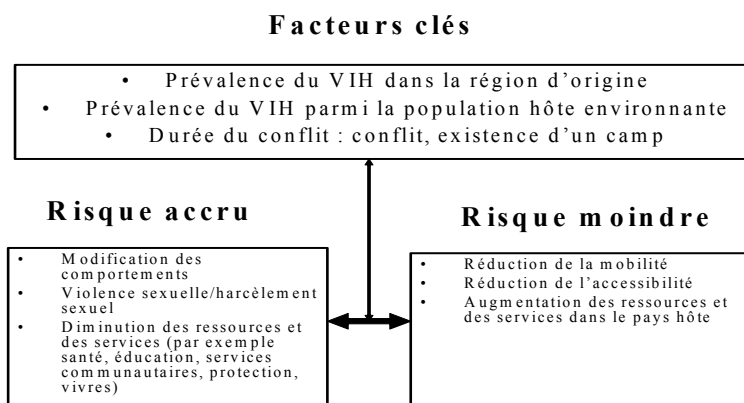 Facteurs clés
• Prévalence du VIH dans la région d'origine
• Prévalence du VIH parmi la population hôte environnante
• Durée du conflit : conflit, existence d'un camp
Risque accru
• Modification des
comportements
• Violence sexuelle/harcèlement
sexuel
• Diminution des ressources et
des services (par exemple
santé, éducation, services
communautaires, protection,
vivres)
Risque moindre
• Réduction de la mobilité
• Réduction de l'accessibilité
• Augmentation des ressources et
des services dans le pays hôte